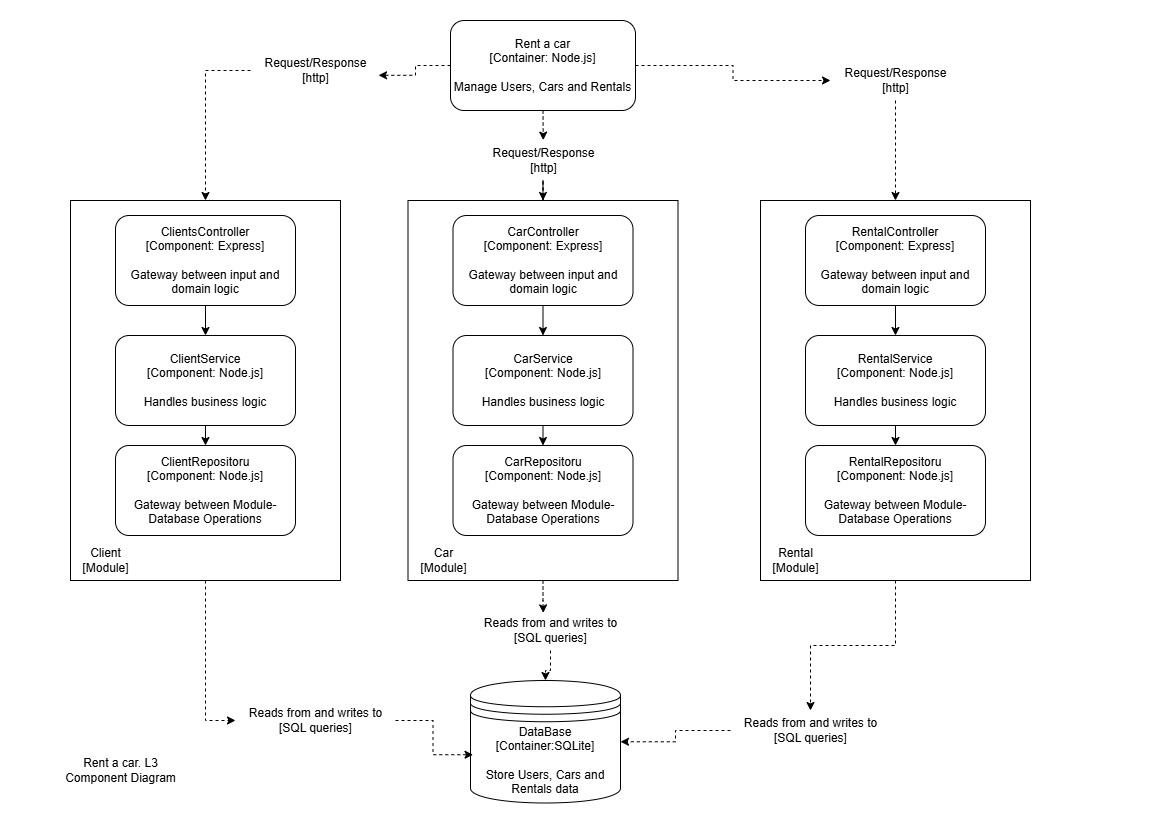 Rent a car
[Container: Node.js]
Manage Users, Cars and Rentals
Request/Response
[http]
Request/Response
[http]
Request/Response
[http]
ClientsController
[Component: Express]
Gateway between input and
domain logic
ClientService
[Component: Node.js]
Handles business logic
ClientRepositoru
[Component: Node.js]
Gateway between Module-
Database Operations
Client
[Module]
CarController
[Component: Express]
Gateway between input and
domain logic
CarService
[Component: Node.js]
Handles business logic
CarRepositoru
[Component: Node.js]
Gateway between Module-
Database Operations
Car
[Module]
RentalController
[Component: Express]
Gateway between input and
domain logic
RentalService
[Component: Node.js]
Handles business logic
RentalRepositoru
[Component: Node.js]
Gateway between Module-
Database Operations
Rental
[Module]
Reads from and writes to
[SQL queries]
Reads from and writes to
[SQL queries]
Reads from and writes to
[SQL queries]
DataBase
[Container:SQLite]
Store Users, Cars and
Rentals data
Rent a car. L3
Component Diagram